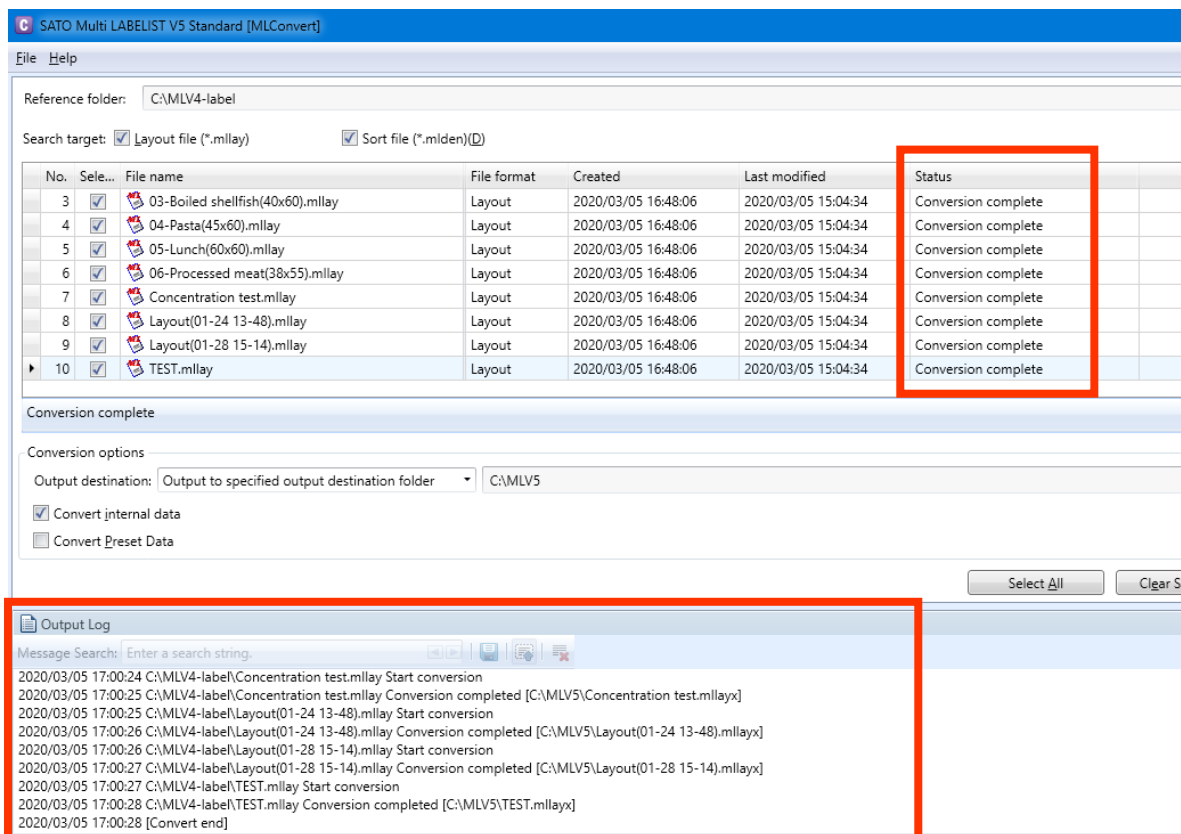 C SATO Multi LABELIST V5 Standard [MLConvert]
File Help
Reference folder: C:\MLV4-label
Search target: Layout file (*.mllay) Sort file (*.mlden)(D)
No. Sele... File name File format Created Last modified Status
3 03-Boiled shellfish(40x60).mllay Layout 2020/03/05 16:48:06 2020/03/05 15:04:34 Conversion complete
4 04-Pasta(45x60).mllay Layout 2020/03/05 16:48:06 2020/03/05 15:04:34 Conversion complete
5 05-Lunch(60x60).mllay Layout 2020/03/05 16:48:06 2020/03/05 15:04:34 Conversion complete
6 06-Processed meat(38x55).mllay Layout 2020/03/05 16:48:06 2020/03/05 15:04:34 Conversion complete
7 Concentration test.mllay Layout 2020/03/05 16:48:06 2020/03/05 15:04:34 Conversion complete
8 Layout(01-24 13-48).mllay Layout 2020/03/05 16:48:06 2020/03/05 15:04:34 Conversion complete
9 Layout(01-28 15-14).mllay Layout 2020/03/05 16:48:06 2020/03/05 15:04:34 Conversion complete
10 TEST.mllay Layout 2020/03/05 16:48:06 2020/03/05 15:04:34 Conversion complete
Conversion complete
Conversion options
Output destination: Output to specified output destination folder C:\MLV5
Convert internal data
Convert Preset Data
Select All Clear S
Output Log
Message Search: Enter a search string.
2020/03/05 17:00:24 C:\MLV4-label\Concentration test.mllay Start conversion
2020/03/05 17:00:25 C:\MLV4-label\Concentration test.mllay Conversion completed [C:\MLV5\Concentration test.mllayx]
2020/03/05 17:00:25 C:\MLV4-label\Layout(01-24 13-48).mllay Start conversion
2020/03/05 17:00:26 C:\MLV4-label\Layout(01-24 13-48).mllay Conversion completed [C:\MLV5\Layout(01-24 13-48).mllayx]
2020/03/05 17:00:26 C:\MLV4-label\Layout(01-28 15-14).mllay Start conversion
2020/03/05 17:00:27 C:\MLV4-label\Layout(01-28 15-14).mllay Conversion completed [C:\MLV5\Layout(01-28 15-14).mllayx]
2020/03/05 17:00:27 C:\MLV4-label\TEST.mllay Start conversion
2020/03/05 17:00:28 C:\MLV4-label\TEST.mllay Conversion completed [C:\MLV5\TEST.mllayx]
2020/03/05 17:00:28 [Convert end]